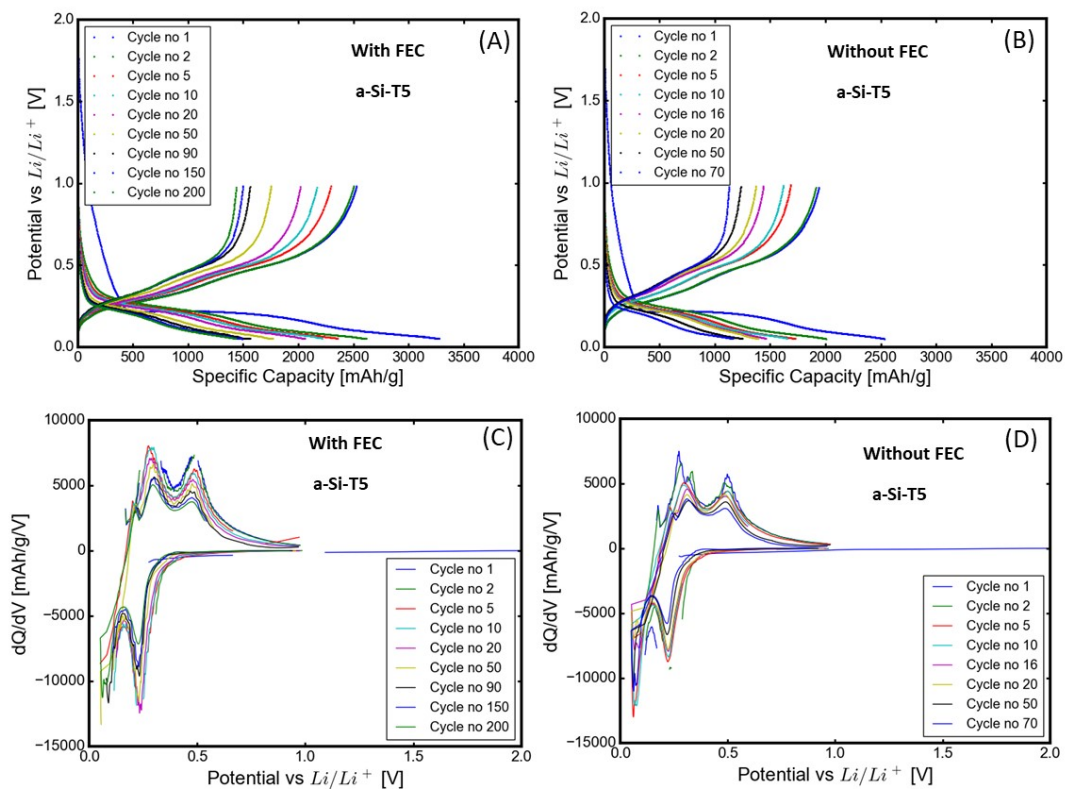 (A)
With FEC
a-Si-T5
Cycle no 1
Cycle no 2
Cycle no 5
Cycle no 10
Cycle no 20
Cycle no 50
Cycle no 90
Cycle no 150
Cycle no 200
2.0
1.5
1.0
0.5
0.0
Potential vs Li/Li⁺ [V]
0 500 1000 1500 2000 2500 3000 3500 4000
Specific Capacity [mAh/g]
(B)
Without FEC
a-Si-T5
Cycle no 1
Cycle no 2
Cycle no 5
Cycle no 10
Cycle no 16
Cycle no 20
Cycle no 50
Cycle no 70
2.0
1.5
1.0
0.5
0.0
Potential vs Li/Li⁺ [V]
0 500 1000 1500 2000 2500 3000 3500 4000
Specific Capacity [mAh/g]
(C)
With FEC
a-Si-T5
10000
5000
0
−5000
−10000
−15000
dQ/dV [mAh/g/V]
Cycle no 1
Cycle no 2
Cycle no 5
Cycle no 10
Cycle no 20
Cycle no 50
Cycle no 90
Cycle no 150
Cycle no 200
0.0 0.5 1.0 1.5 2.0
Potential vs Li/Li⁺ [V]
(D)
Without FEC
a-Si-T5
10000
5000
0
−5000
−10000
−15000
dQ/dV [mAh/g/V]
Cycle no 1
Cycle no 2
Cycle no 5
Cycle no 10
Cycle no 16
Cycle no 20
Cycle no 50
Cycle no 70
0.0 0.5 1.0 1.5 2.0
Potential vs Li/Li⁺ [V]